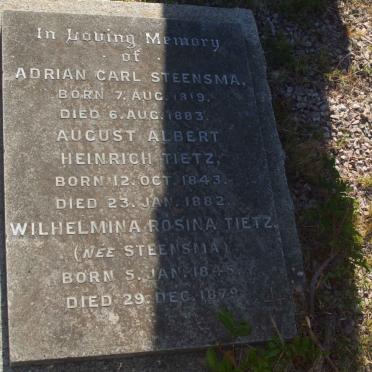 In Loving Memory
of
ADRIAN CARL STEENSMA.
BORN 7. AUG. 1819.
DIED 6. AUG. 1883.
AUGUST ALBERT
HEINRICH TIETZ.
BORN 12. OCT. 1843.
DIED 23. JAN. 1882.
WILHELMINA ROSINA TIETZ.
(NÉE STEENSMA)
BORN 5. JAN. 1845.
DIED 29. DEC. 1879.